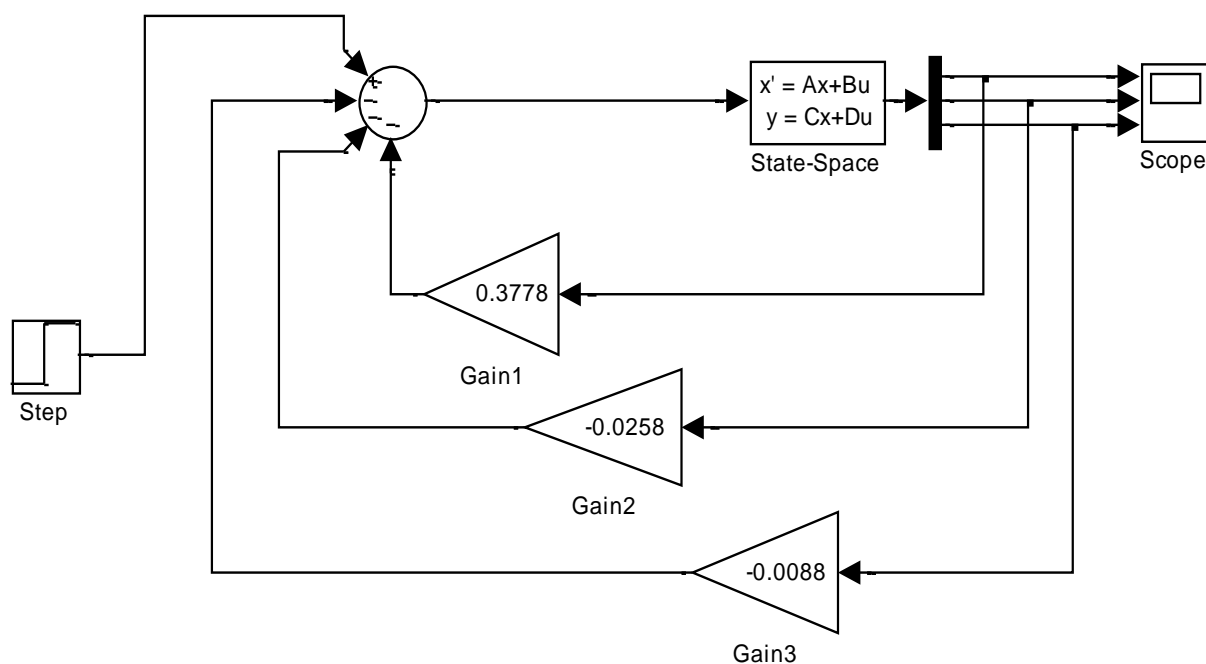 +
−
−
−
x' = Ax+Bu
y = Cx+Du
State-Space
Scope
0.3778
Gain1
Step
-0.0258
Gain2
-0.0088
Gain3